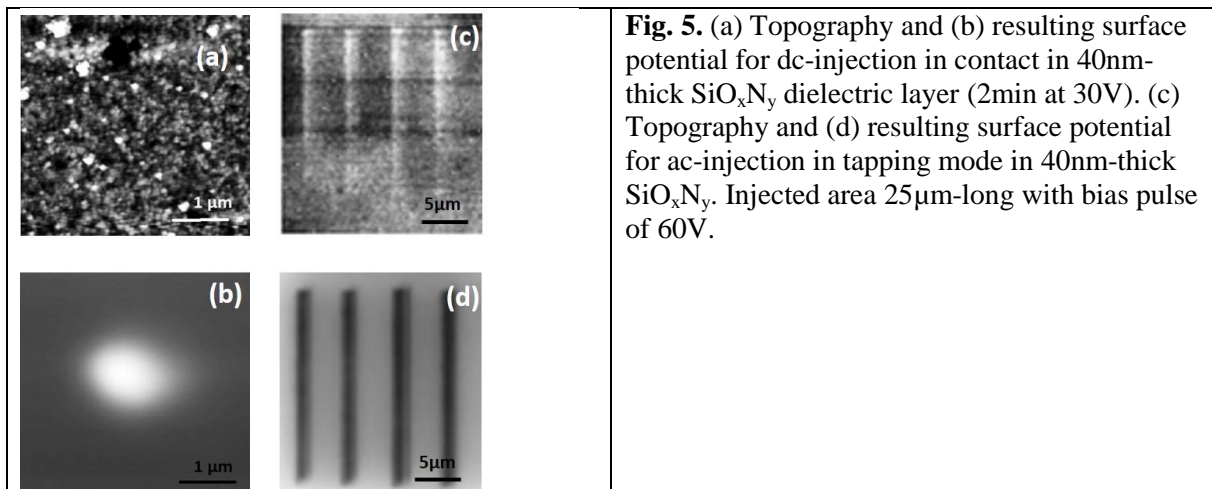 (a)
1 µm
(c)
5µm
(b)
1 µm
(d)
5µm
Fig. 5. (a) Topography and (b) resulting surface
potential for dc-injection in contact in 40nm-
thick SiOxNy dielectric layer (2min at 30V). (c)
Topography and (d) resulting surface potential
for ac-injection in tapping mode in 40nm-thick
SiOxNy. Injected area 25µm-long with bias pulse
of 60V.